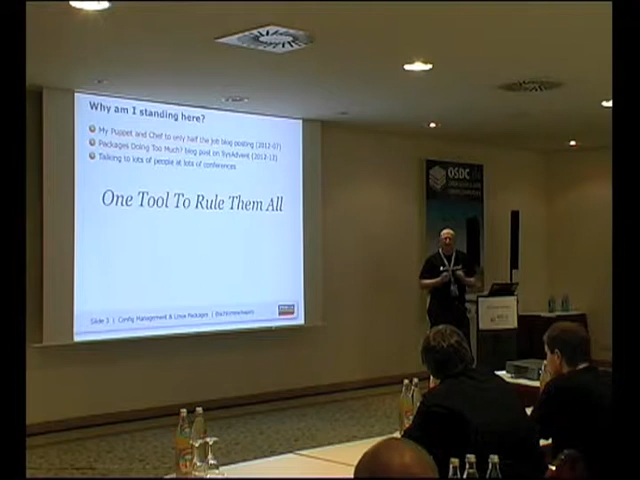 Why am I standing here?
My Puppet and Chef to only half the job blog posting (2012-07)
Packages Doing Too Much? blog post on SysAdvent (2012-12)
Talking to lots of people at lots of conferences
One Tool To Rule Them All
Slide 3 | Config Management & Linux Packages |
OSDC